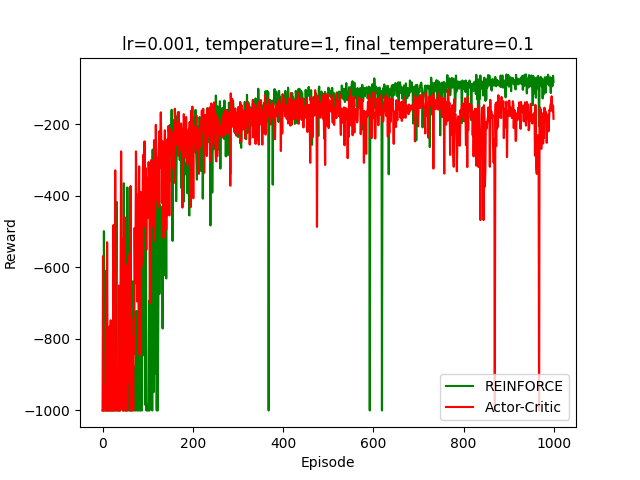 lr=0.001, temperature=1, final_temperature=0.1
Reward
−200
−400
−600
−800
−1000
REINFORCE
Actor-Critic
0
200
400
600
800
1000
Episode